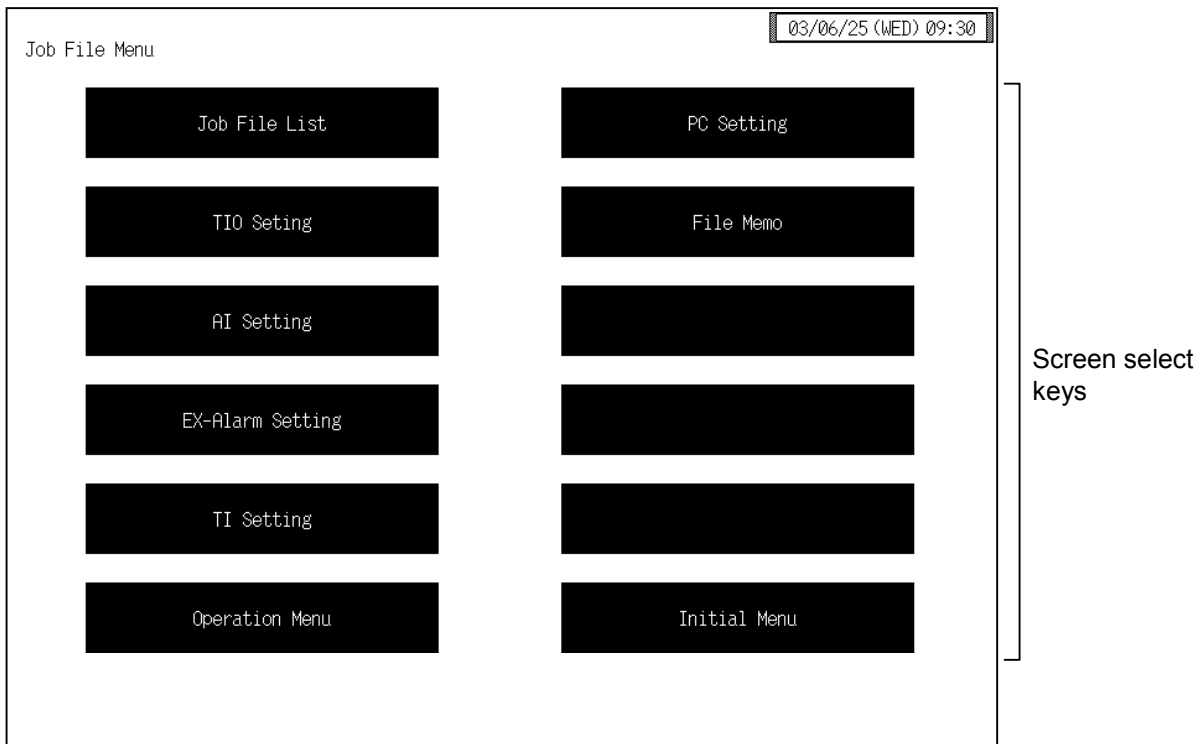 03/06/25(WED) 09:30
Job File Menu
Job File List
PC Setting
TIO Seting
File Memo
AI Setting
EX-Alarm Setting
TI Setting
Operation Menu
Initial Menu
Screen select
keys